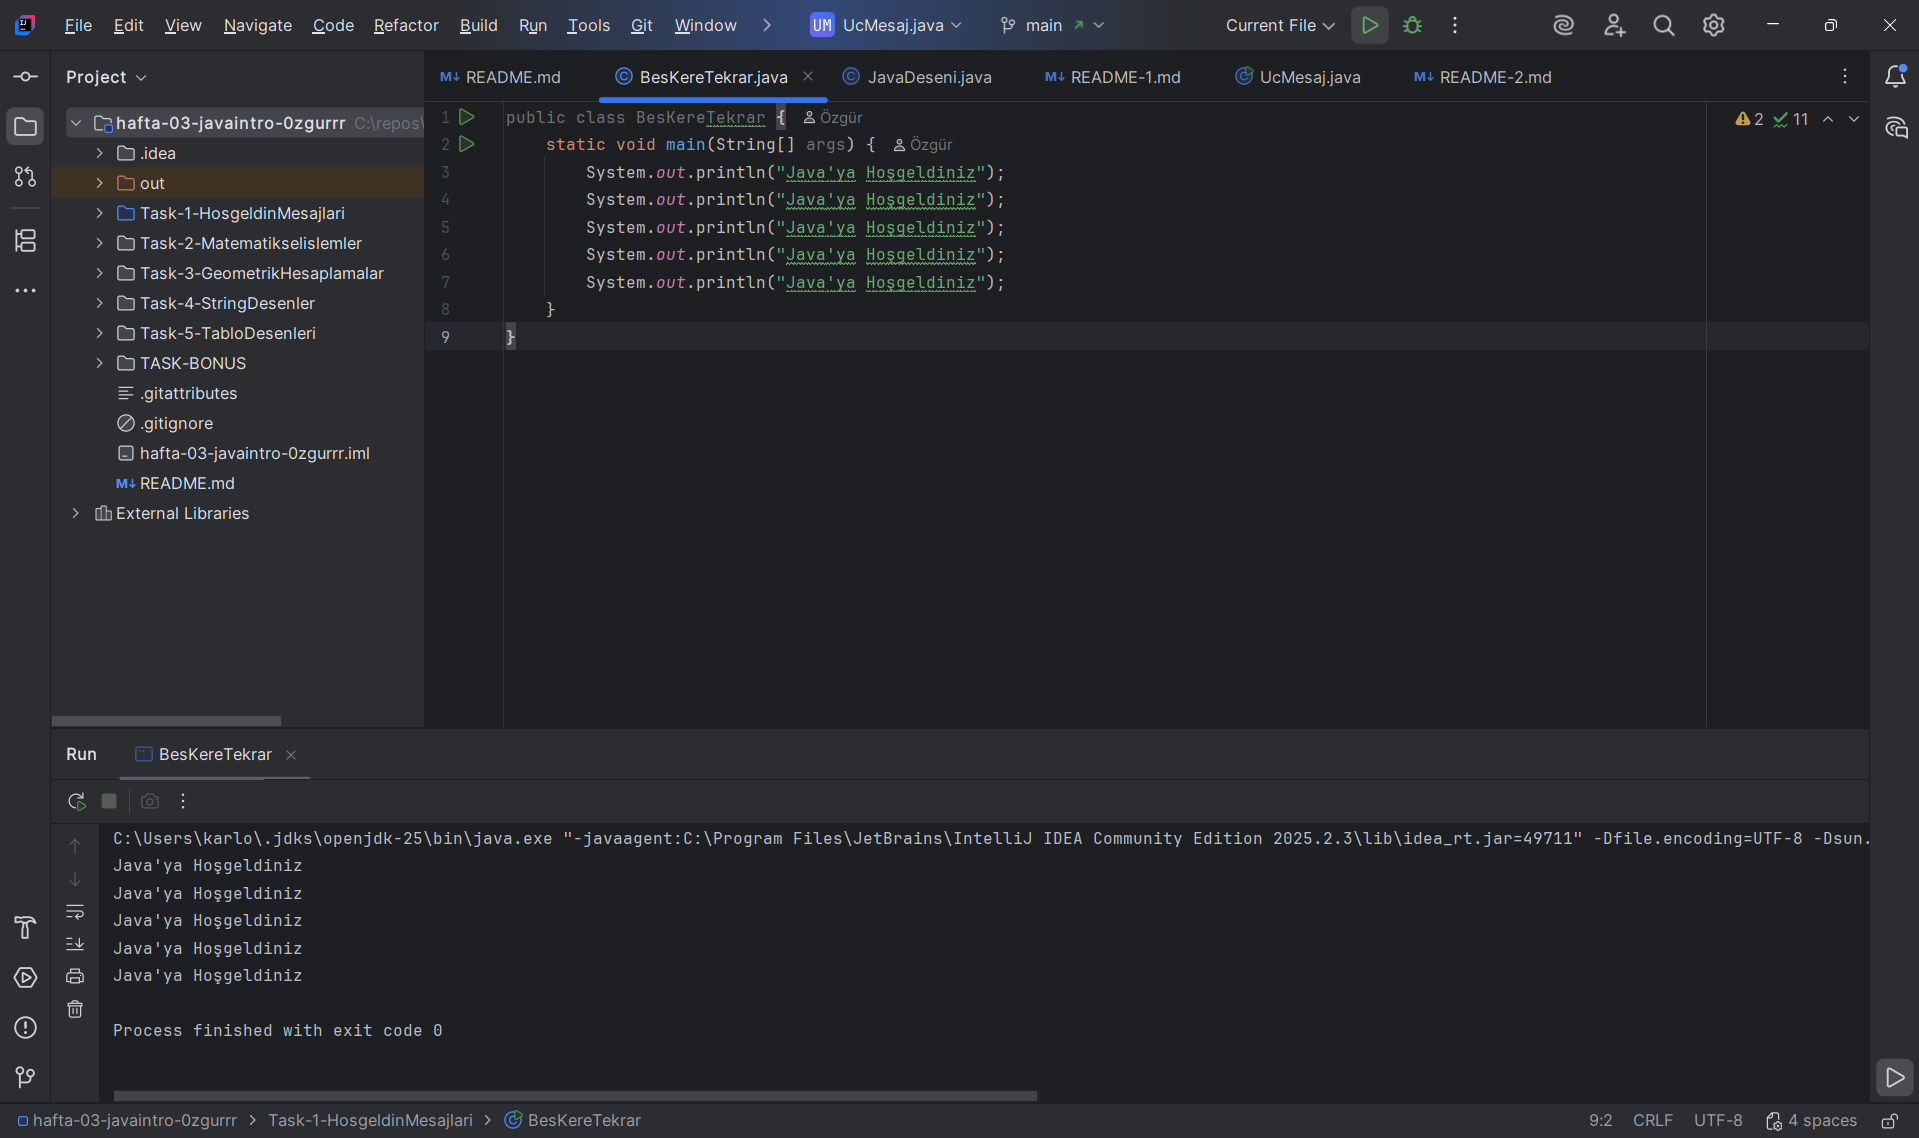 File Edit View Navigate Code Refactor Build Run Tools Git Window UM UcMesaj.java main Current File
Project
README.md BesKereTekrar.java JavaDeseni.java README-1.md UcMesaj.java README-2.md
hafta-03-javaintro-0zgurrr C:\repos\
.idea
out
Task-1-HosgeldinMesajlari
Task-2-Matematikselislemler
Task-3-GeometrikHesaplamalar
Task-4-StringDesenler
Task-5-TabloDesenleri
TASK-BONUS
.gitattributes
.gitignore
hafta-03-javaintro-0zgurrr.iml
M↓ README.md
External Libraries
1 public class BesKereTekrar { Özgür 2 11
2 static void main(String[] args) { Özgür
3 System.out.println("Java'ya Hoşgeldiniz");
4 System.out.println("Java'ya Hoşgeldiniz");
5 System.out.println("Java'ya Hoşgeldiniz");
6 System.out.println("Java'ya Hoşgeldiniz");
7 System.out.println("Java'ya Hoşgeldiniz");
8 }
9 }
Run BesKereTekrar
C:\Users\karlo\.jdks\openjdk-25\bin\java.exe "-javaagent:C:\Program Files\JetBrains\IntelliJ IDEA Community Edition 2025.2.3\lib\idea_rt.jar=49711" -Dfile.encoding=UTF-8 -Dsun.
Java'ya Hoşgeldiniz
Java'ya Hoşgeldiniz
Java'ya Hoşgeldiniz
Java'ya Hoşgeldiniz
Java'ya Hoşgeldiniz
Process finished with exit code 0
hafta-03-javaintro-0zgurrr > Task-1-HosgeldinMesajlari > BesKereTekrar 9:2 CRLF UTF-8 4 spaces